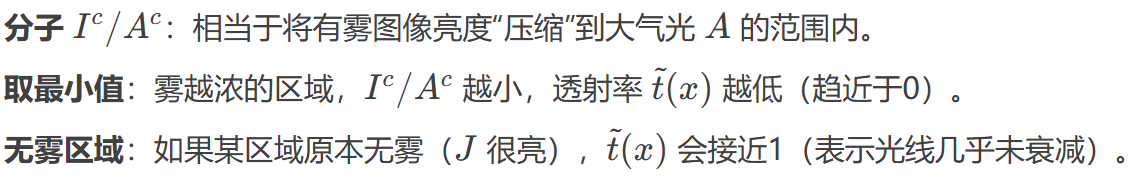 分子 $I^c/A^c$：相当于将有雾图像亮度“压缩”到大气光 $A$ 的范围内。
取最小值：雾越浓的区域，$I^c/A^c$ 越小，透射率 $\tilde{t}(x)$ 越低（趋近于0）。
无雾区域：如果某区域原本无雾（$J$ 很亮），$\tilde{t}(x)$ 会接近1（表示光线几乎未衰减）。